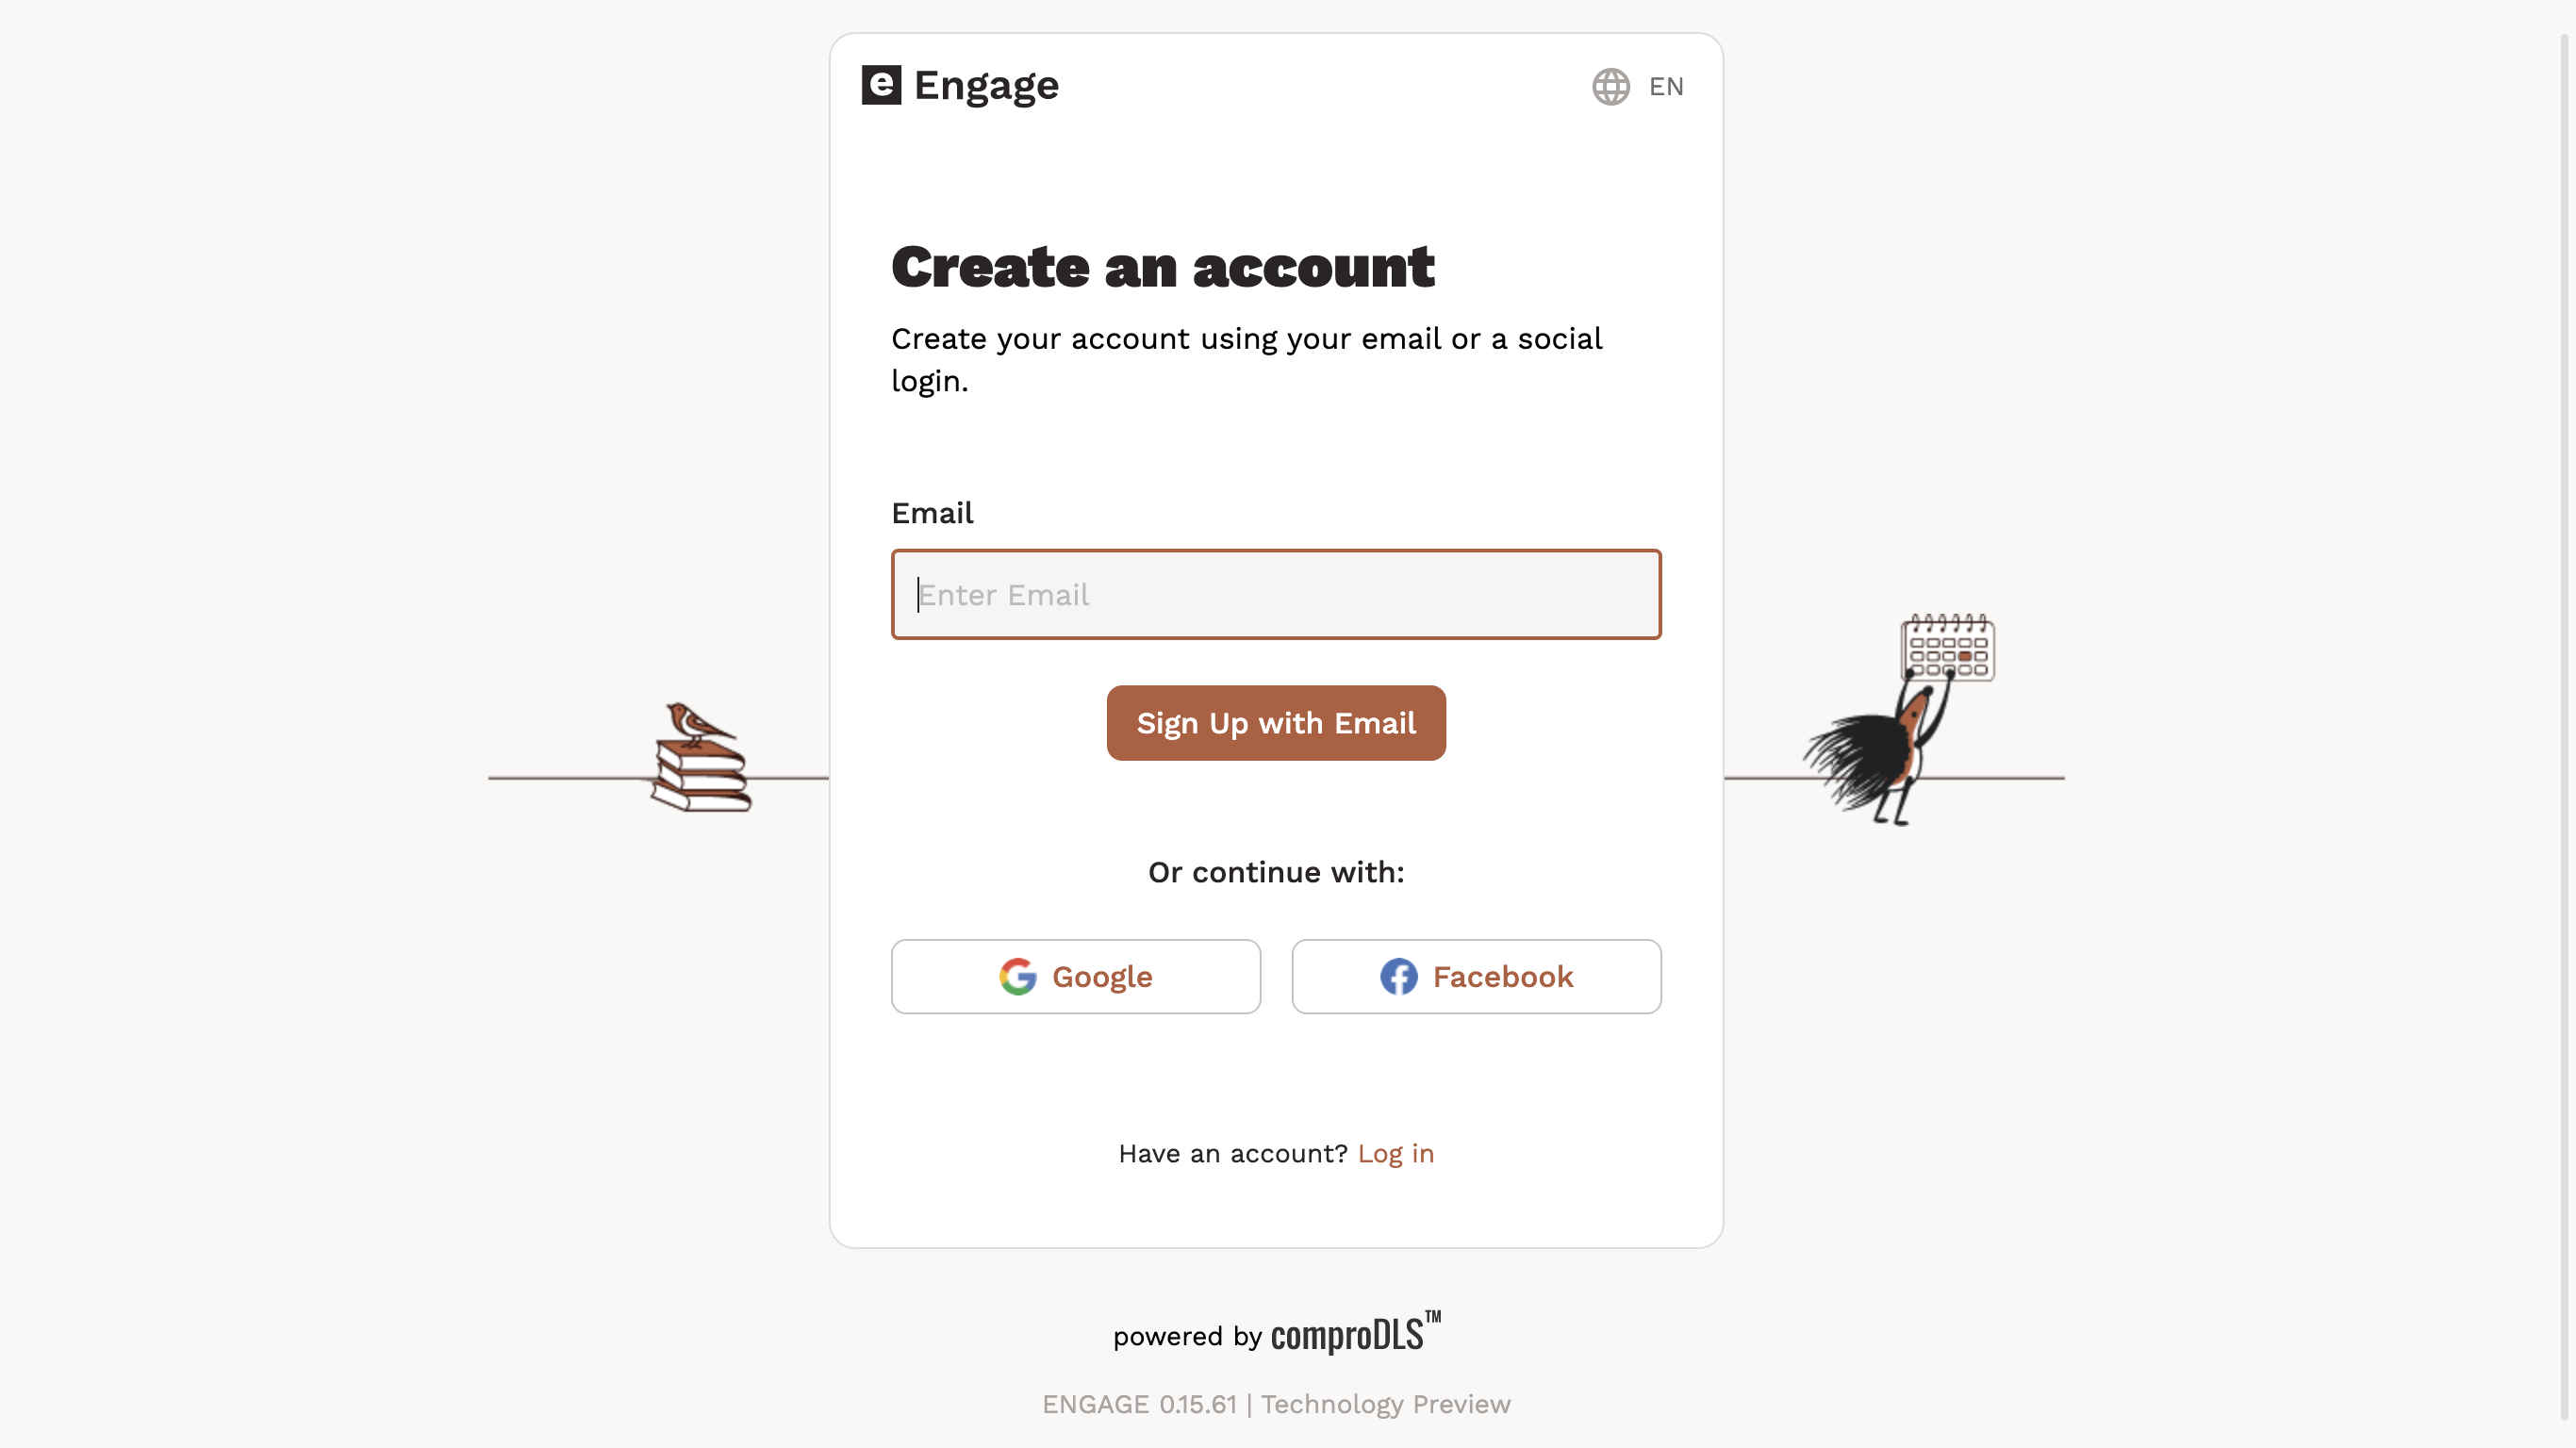 e Engage
EN
Create an account
Create your account using your email or a social
login.
Email
Enter Email
Sign Up with Email
Or continue with:
Google
Facebook
Have an account? Log in
powered by comproDLS™
ENGAGE 0.15.61 | Technology Preview